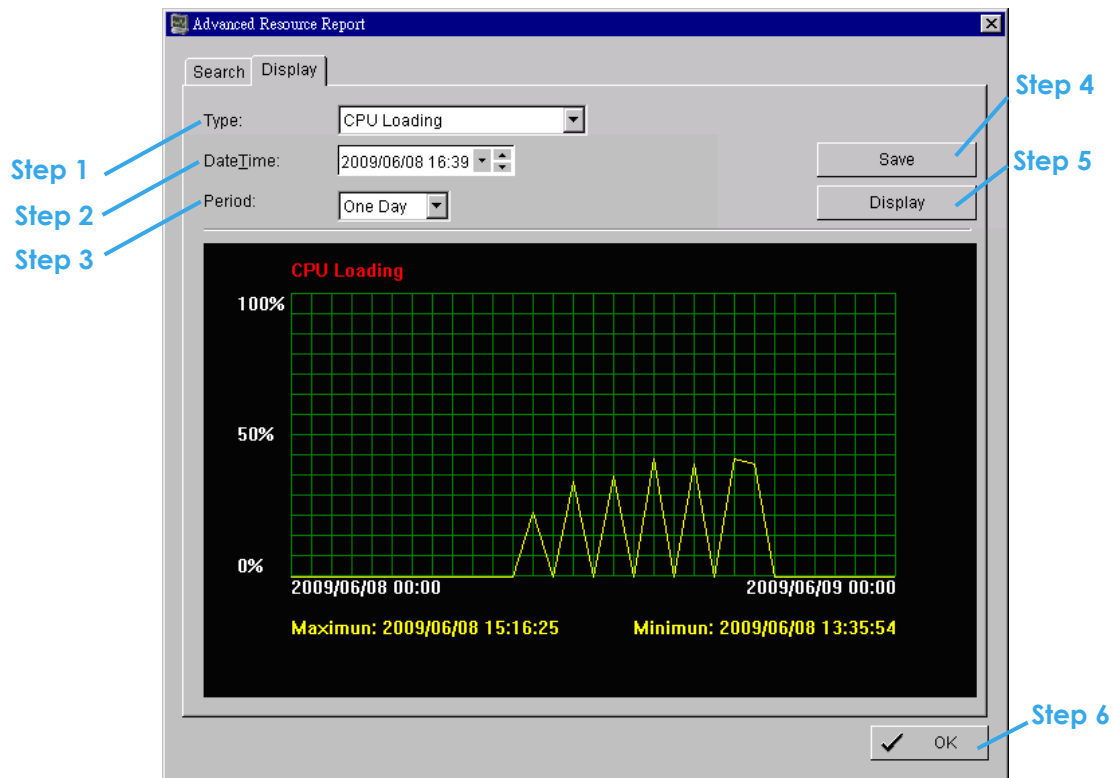 Advanced Resource Report
Search Display
Step 4
Type: CPU Loading
Step 1
DateTime: 2009/06/08 16:39
Save
Step 5
Step 2
Period: One Day
Display
Step 3
CPU Loading
100%
50%
0%
2009/06/08 00:00 2009/06/09 00:00
Maximun: 2009/06/08 15:16:25 Minimun: 2009/06/08 13:35:54
Step 6
OK